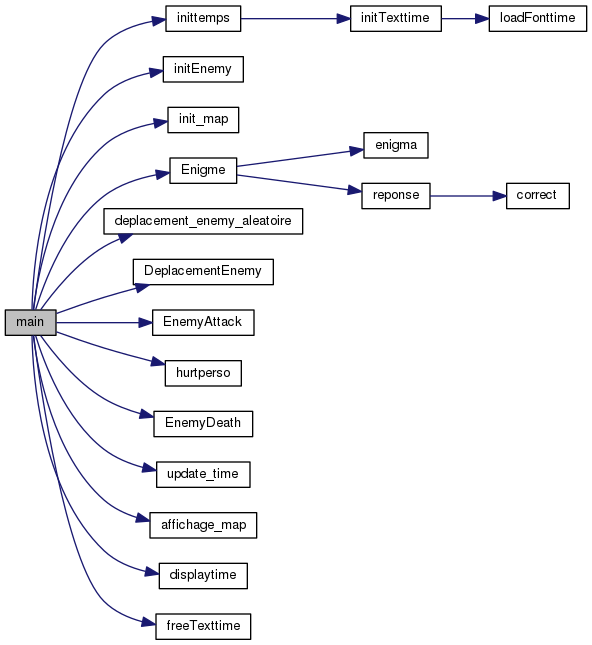 inittemps
initTexttime
loadFonttime
initEnemy
init_map
enigma
Enigme
reponse
correct
deplacement_enemy_aleatoire
DeplacementEnemy
main
EnemyAttack
hurtperso
EnemyDeath
update_time
affichage_map
displaytime
freeTexttime